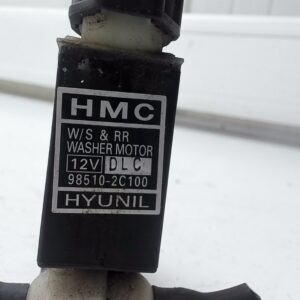 HMC
W/S & RR
WASHER MOTOR
12V DLC
98510-2C100
HYUNIL